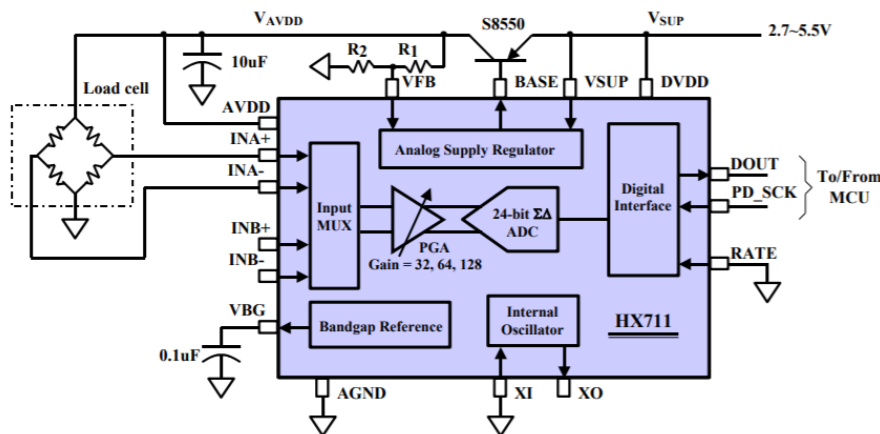 V_AVDD
S8550
V_SUP
2.7~5.5V
R2
R1
10uF
VFB
BASE
VSUP
DVDD
Load cell
AVDD
INA+
INA-
INB+
INB-
VBG
0.1uF
Analog Supply Regulator
Input
MUX
PGA
Gain = 32, 64, 128
24-bit ΣΔ
ADC
Digital
Interface
DOUT
PD_SCK
To/From
MCU
RATE
Bandgap Reference
Internal
Oscillator
HX711
AGND
XI
XO